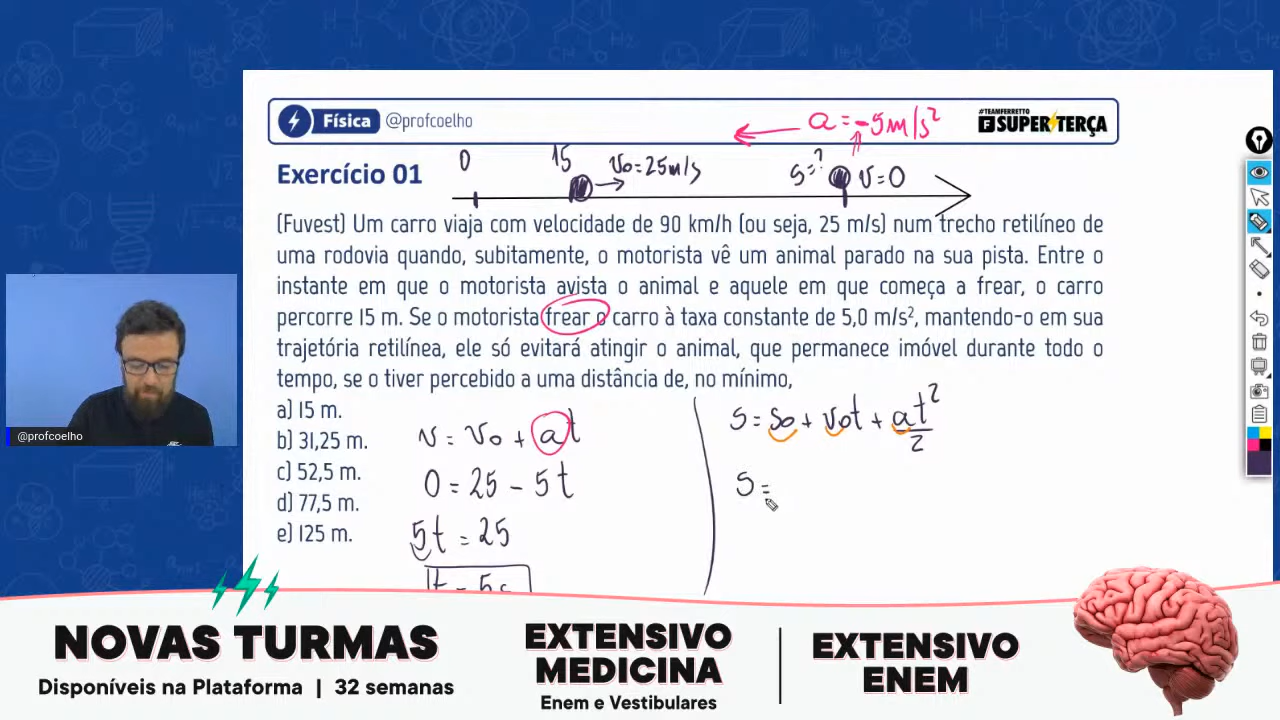 Física @profcoelho
a = -5m/s²
#TEAMFERRETTO
SUPERTERÇA
0 15 v₀=25m/s S=? v=0
Exercício 01
(Fuvest) Um carro viaja com velocidade de 90 km/h (ou seja, 25 m/s) num trecho retilíneo de
uma rodovia quando, subitamente, o motorista vê um animal parado na sua pista. Entre o
instante em que o motorista avista o animal e aquele em que começa a frear, o carro
percorre 15 m. Se o motorista frear o carro à taxa constante de 5,0 m/s², mantendo-o em sua
trajetória retilínea, ele só evitará atingir o animal, que permanece imóvel durante todo o
tempo, se o tiver percebido a uma distância de, no mínimo,
a) 15 m.
b) 31,25 m.
c) 52,5 m.
d) 77,5 m.
e) 125 m.
v = v₀ + at
0 = 25 - 5t
5t = 25
t = 5s
S = S₀ + v₀t + at²/2
S =
@profcoelho
NOVAS TURMAS
Disponíveis na Plataforma | 32 semanas
EXTENSIVO
MEDICINA
Enem e Vestibulares
EXTENSIVO
ENEM